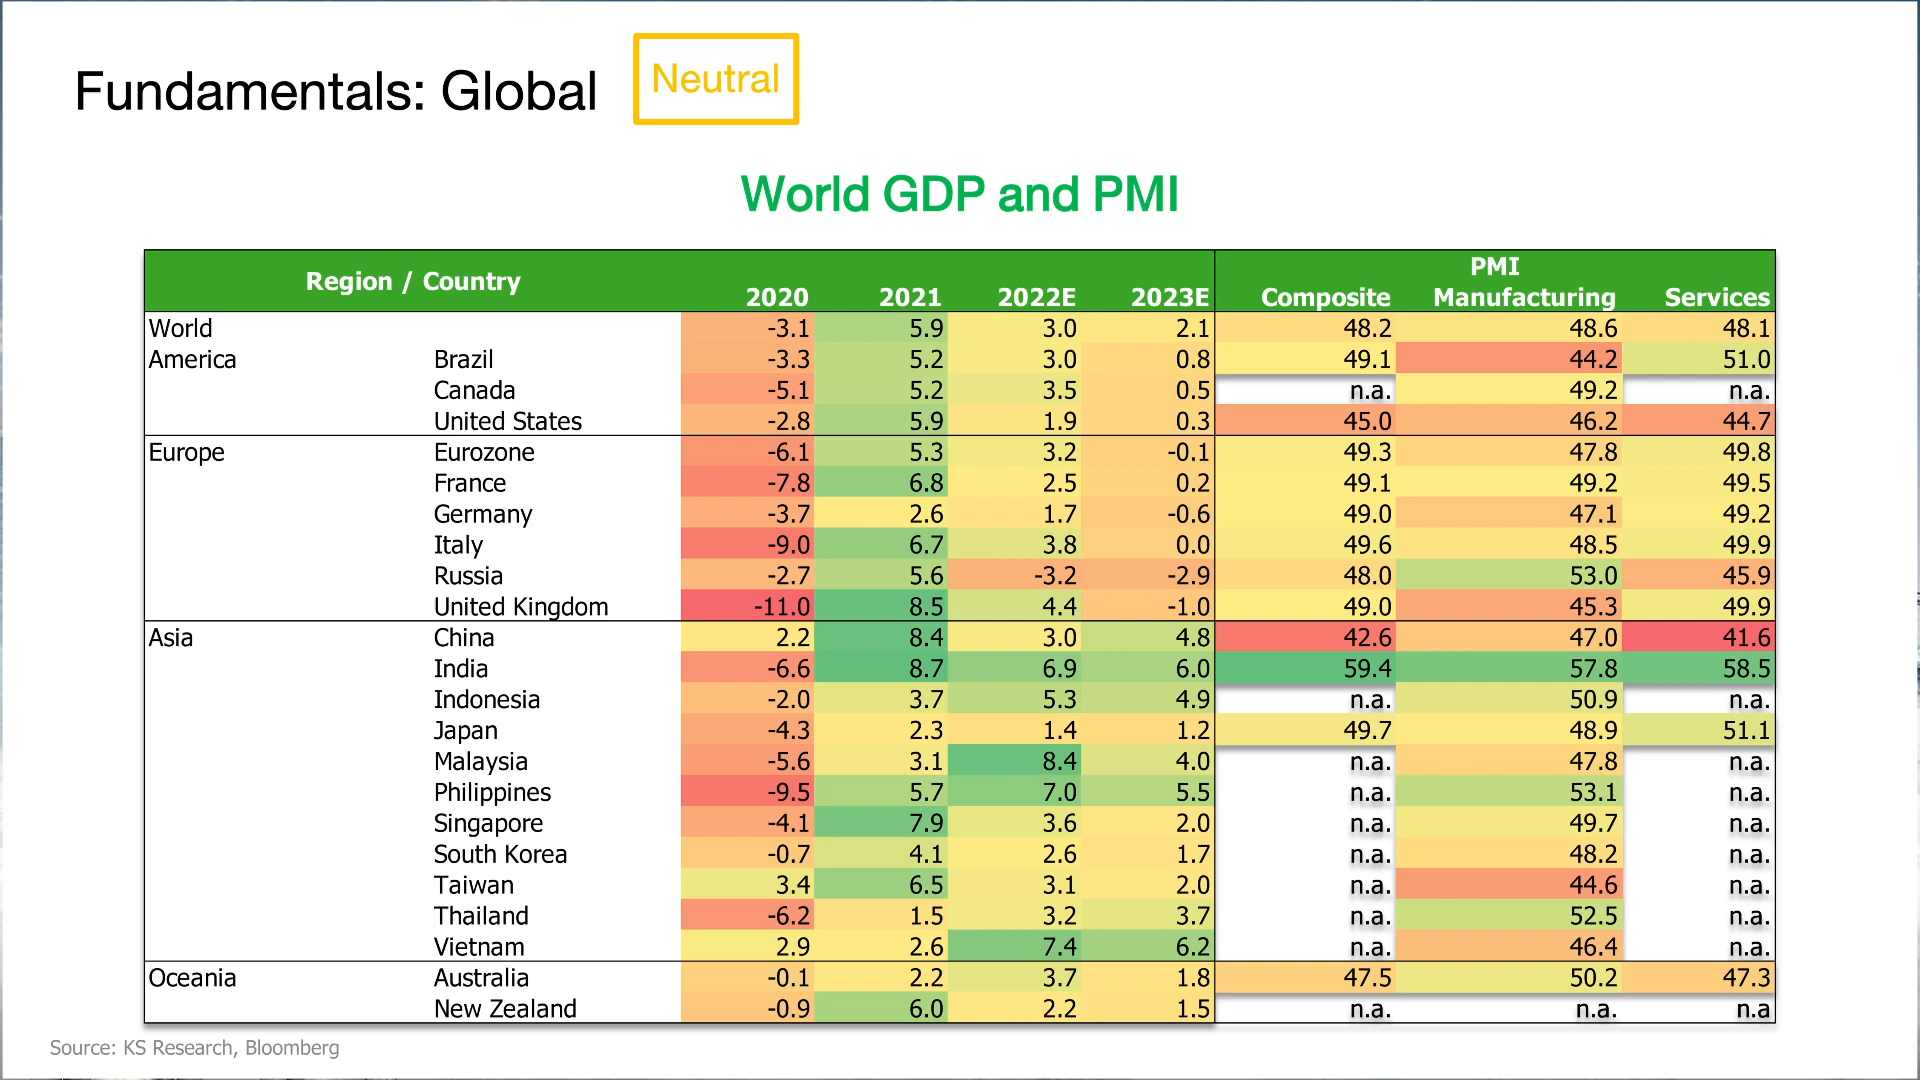 Fundamentals: Global
Neutral
World GDP and PMI
Region / Country 2020 2021 2022E 2023E PMI
Composite Manufacturing Services
World -3.1 5.9 3.0 2.1 48.2 48.6 48.1
America Brazil -3.3 5.2 3.0 0.8 49.1 44.2 51.0
Canada -5.1 5.2 3.5 0.5 n.a. 49.2 n.a.
United States -2.8 5.9 1.9 0.3 45.0 46.2 44.7
Europe Eurozone -6.1 5.3 3.2 -0.1 49.3 47.8 49.8
France -7.8 6.8 2.5 0.2 49.1 49.2 49.5
Germany -3.7 2.6 1.7 -0.6 49.0 47.1 49.2
Italy -9.0 6.7 3.8 0.0 49.6 48.5 49.9
Russia -2.7 5.6 -3.2 -2.9 48.0 53.0 45.9
United Kingdom -11.0 8.5 4.4 -1.0 49.0 45.3 49.9
Asia China 2.2 8.4 3.0 4.8 42.6 47.0 41.6
India -6.6 8.7 6.9 6.0 59.4 57.8 58.5
Indonesia -2.0 3.7 5.3 4.9 n.a. 50.9 n.a.
Japan -4.3 2.3 1.4 1.2 49.7 48.9 51.1
Malaysia -5.6 3.1 8.4 4.0 n.a. 47.8 n.a.
Philippines -9.5 5.7 7.0 5.5 n.a. 53.1 n.a.
Singapore -4.1 7.9 3.6 2.0 n.a. 49.7 n.a.
South Korea -0.7 4.1 2.6 1.7 n.a. 48.2 n.a.
Taiwan 3.4 6.5 3.1 2.0 n.a. 44.6 n.a.
Thailand -6.2 1.5 3.2 3.7 n.a. 52.5 n.a.
Vietnam 2.9 2.6 7.4 6.2 n.a. 46.4 n.a.
Oceania Australia -0.1 2.2 3.7 1.8 47.5 50.2 47.3
New Zealand -0.9 6.0 2.2 1.5 n.a. n.a. n.a
Source: KS Research, Bloomberg